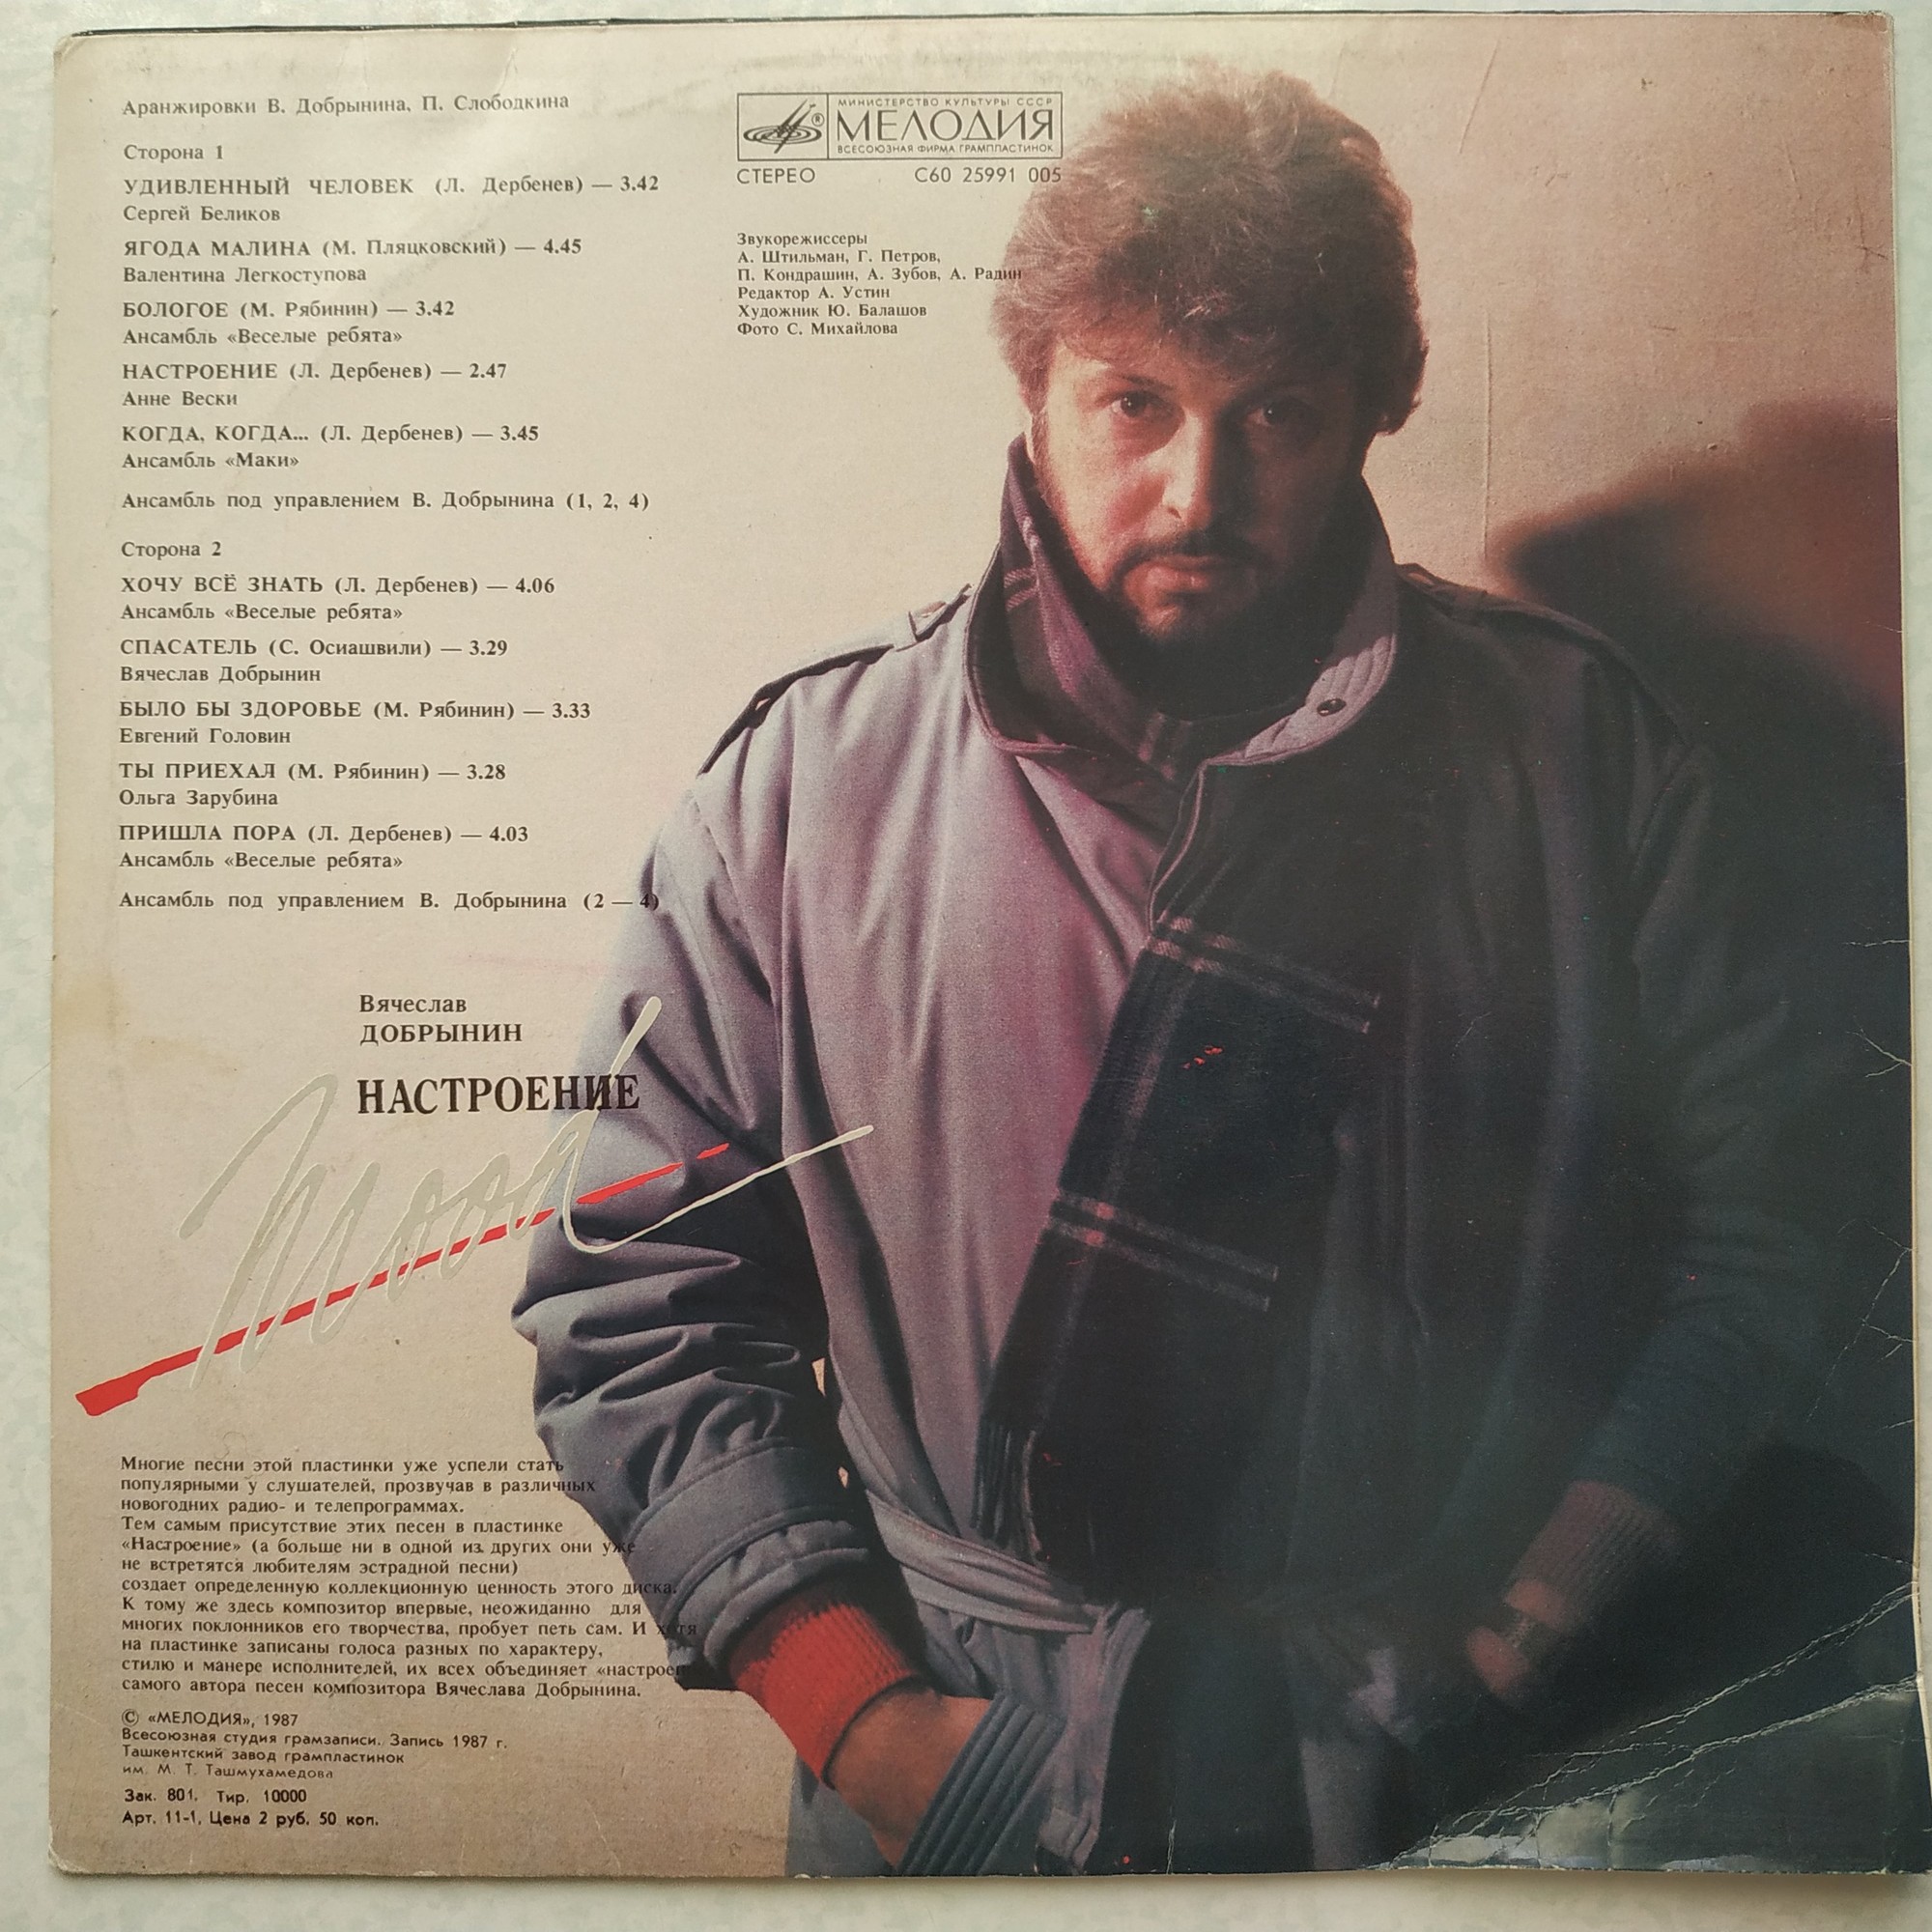 Аранжировки В. Добрынина, П. Слободкина
Сторона 1
УДИВЛЕННЫЙ ЧЕЛОВЕК (Л. Дербенев) — 3.42
Сергей Беликов
ЯГОДА МАЛИНА (М. Пляцковский) — 4.45
Валентина Легкоступова
БОЛОГОЕ (М. Рябинин) — 3.42
Ансамбль «Веселые ребята»
НАСТРОЕНИЕ (Л. Дербенев) — 2.47
Анне Вески
КОГДА, КОГДА... (Л. Дербенев) — 3.45
Ансамбль «Маки»
Ансамбль под управлением В. Добрынина (1, 2, 4)
Сторона 2
ХОЧУ ВСЁ ЗНАТЬ (Л. Дербенев) — 4.06
Ансамбль «Веселые ребята»
СПАСАТЕЛЬ (С. Осиашвили) — 3.29
Вячеслав Добрынин
БЫЛО БЫ ЗДОРОВЬЕ (М. Рябинин) — 3.33
Евгений Головин
ТЫ ПРИЕХАЛ (М. Рябинин) — 3.28
Ольга Зарубина
ПРИШЛА ПОРА (Л. Дербенев) — 4.03
Ансамбль «Веселые ребята»
Ансамбль под управлением В. Добрынина (2 — 4)
МИНИСТЕРСТВО КУЛЬТУРЫ СССР
® МЕЛОДИЯ
ВСЕСОЮЗНАЯ ФИРМА ГРАМПЛАСТИНОК
СТЕРЕО С60 25991 005
Звукорежиссеры
А. Штильман, Г. Петров,
П. Кондрашин, А. Зубов, А. Радин
Редактор А. Устин
Художник Ю. Балашов
Фото С. Михайлова
Вячеслав
ДОБРЫНИН
НАСТРОЕНИЕ
Mood
Многие песни этой пластинки уже успели стать
популярными у слушателей, прозвучав в различных
новогодних радио- и телепрограммах.
Тем самым присутствие этих песен в пластинке
«Настроение» (а больше ни в одной из других они уже
не встретятся любителям эстрадной песни)
создает определенную коллекционную ценность этого диска.
К тому же здесь композитор впервые, неожиданно для
многих поклонников его творчества, пробует петь сам. И хотя
на пластинке записаны голоса разных по характеру,
стилю и манере исполнителей, их всех объединяет
самого автора песен композитора Вячеслава Добрынина.
© «МЕЛОДИЯ», 1987
Всесоюзная студия грамзаписи. Запись 1987 г.
Ташкентский завод грампластинок
им. М. Т. Ташмухамедова
Зак. 801. Тир. 10000
Арт. 11-1, Цена 2 руб. 50 коп.